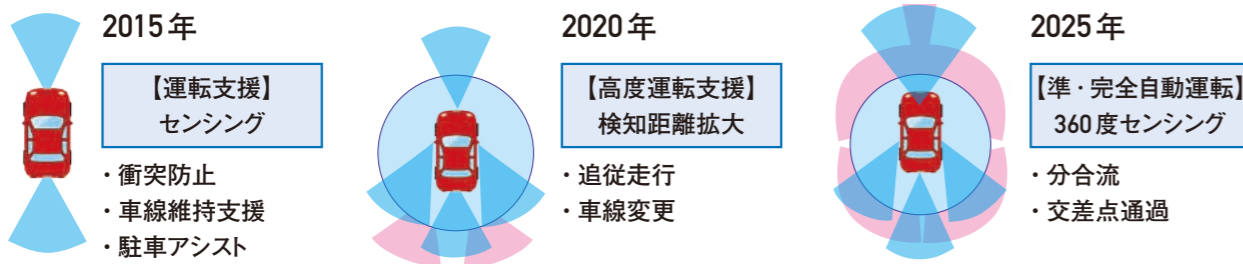 2015年
【運転支援】
センシング
・衝突防止
・車線維持支援
・駐車アシスト
2020年
【高度運転支援】
検知距離拡大
・追従走行
・車線変更
2025年
【準・完全自動運転】
360度センシング
・分合流
・交差点通過